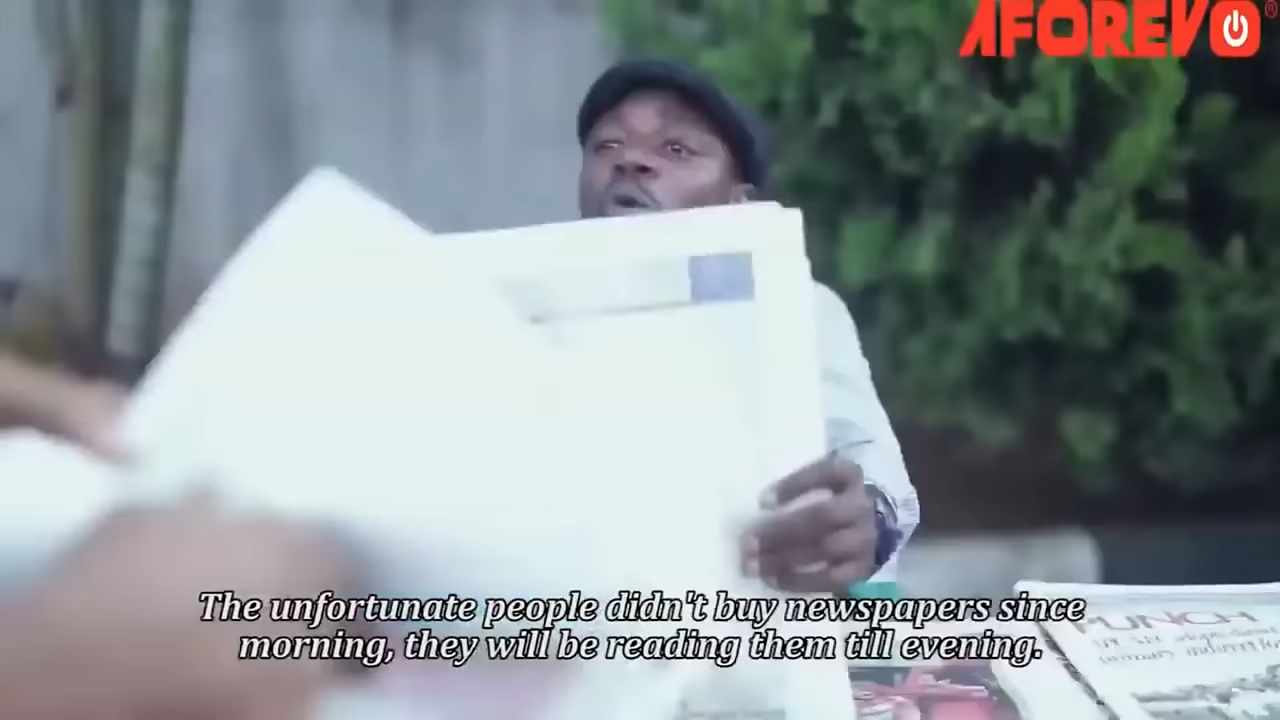 AFOREVO
The unfortunate people didn't buy newspapers since
morning, they will be reading them till evening.
PUNCH